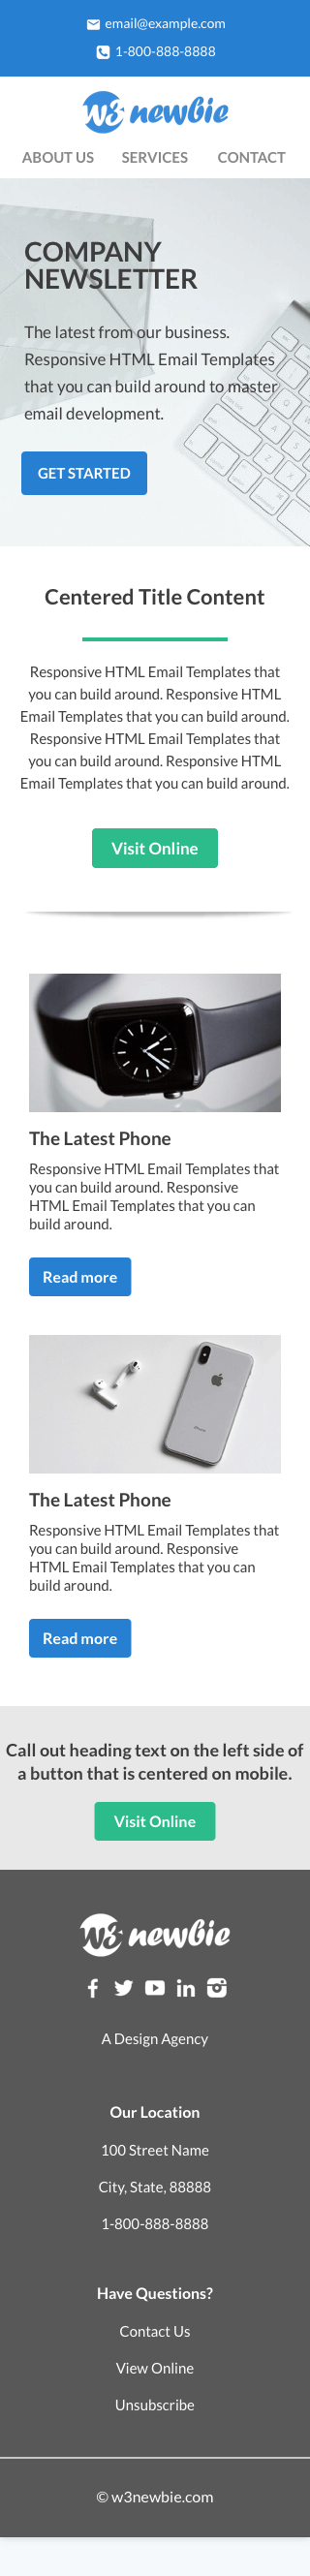 email@example.com
1-800-888-8888
w3 newbie
ABOUT US SERVICES CONTACT
COMPANY
NEWSLETTER
The latest from our business.
Responsive HTML Email Templates
that you can build around to master
email development.
GET STARTED
Centered Title Content
Responsive HTML Email Templates that
you can build around. Responsive HTML
Email Templates that you can build around.
Responsive HTML Email Templates that
you can build around. Responsive HTML
Email Templates that you can build around.
Visit Online
The Latest Phone
Responsive HTML Email Templates that
you can build around. Responsive
HTML Email Templates that you can
build around.
Read more
iPhone
The Latest Phone
Responsive HTML Email Templates that
you can build around. Responsive
HTML Email Templates that you can
build around.
Read more
Call out heading text on the left side of
a button that is centered on mobile.
Visit Online
w3 newbie
A Design Agency
Our Location
100 Street Name
City, State, 88888
1-800-888-8888
Have Questions?
Contact Us
View Online
Unsubscribe
© w3newbie.com